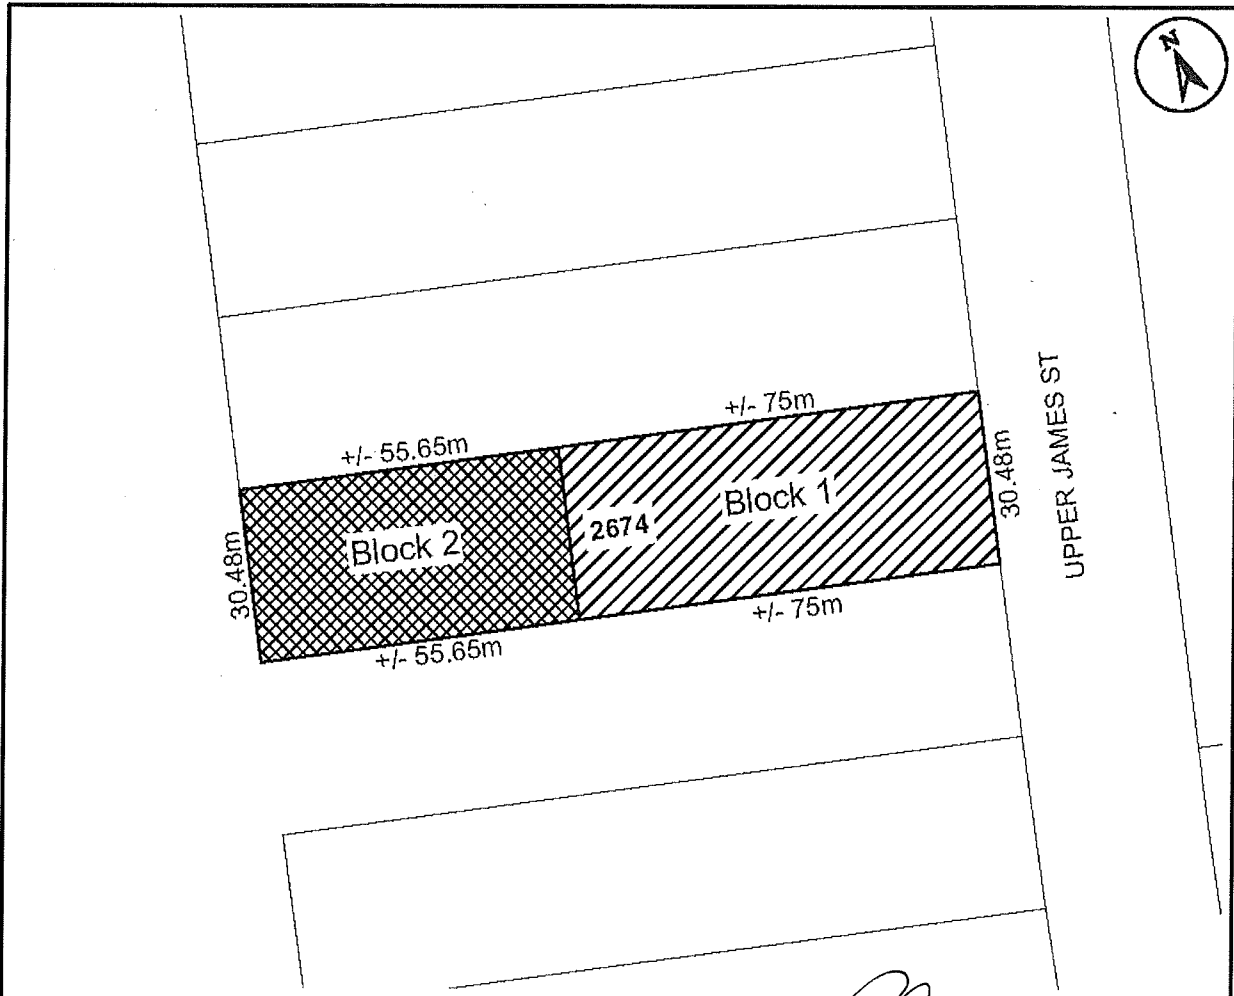 N
+/- 75m
+/- 55.65m
30.48m
UPPER JAMES ST
Block 1
2674
Block 2
30.48m
+/- 75m
+/- 55.65m